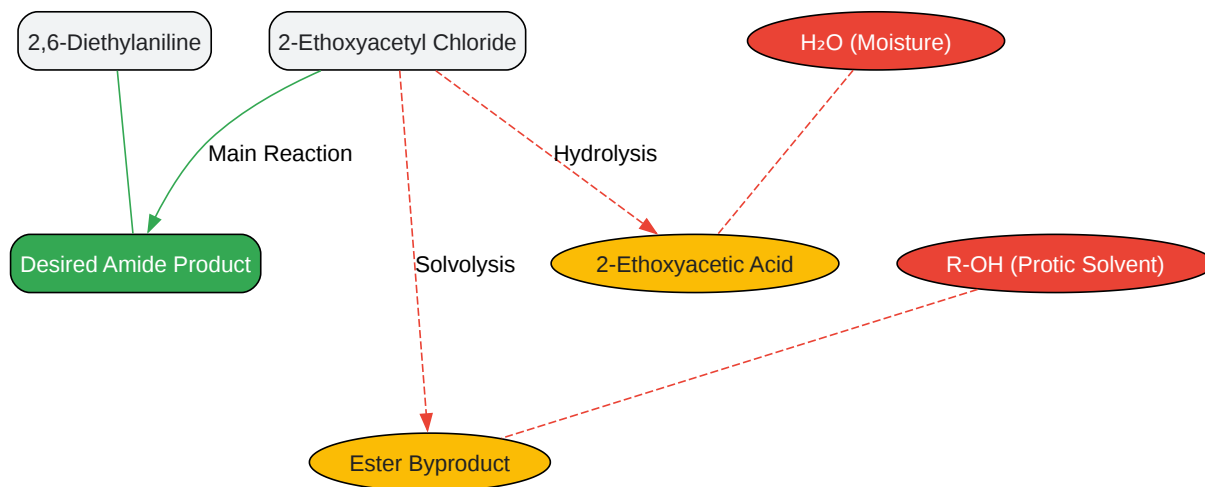 2,6-Diethylaniline
2-Ethoxyacetyl Chloride
H₂O (Moisture)
Main Reaction
Hydrolysis
Desired Amide Product
Solvolysis
2-Ethoxyacetic Acid
R-OH (Protic Solvent)
Ester Byproduct